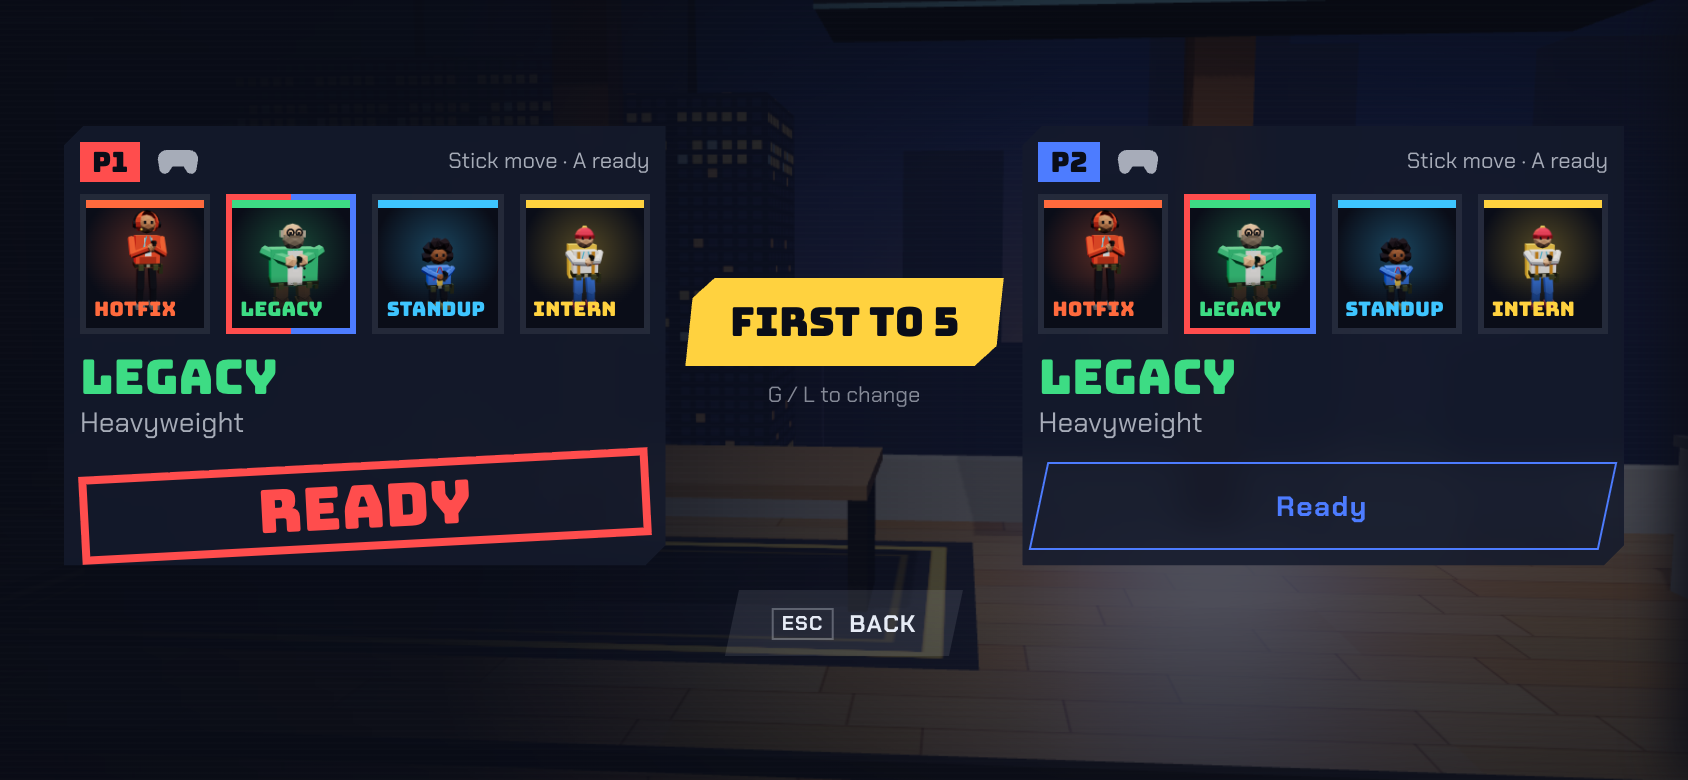 P1
Stick move · A ready
HOTFIX
LEGACY
STANDUP
INTERN
LEGACY
Heavyweight
READY
FIRST TO 5
G / L to change
P2
Stick move · A ready
HOTFIX
LEGACY
STANDUP
INTERN
LEGACY
Heavyweight
Ready
ESC BACK